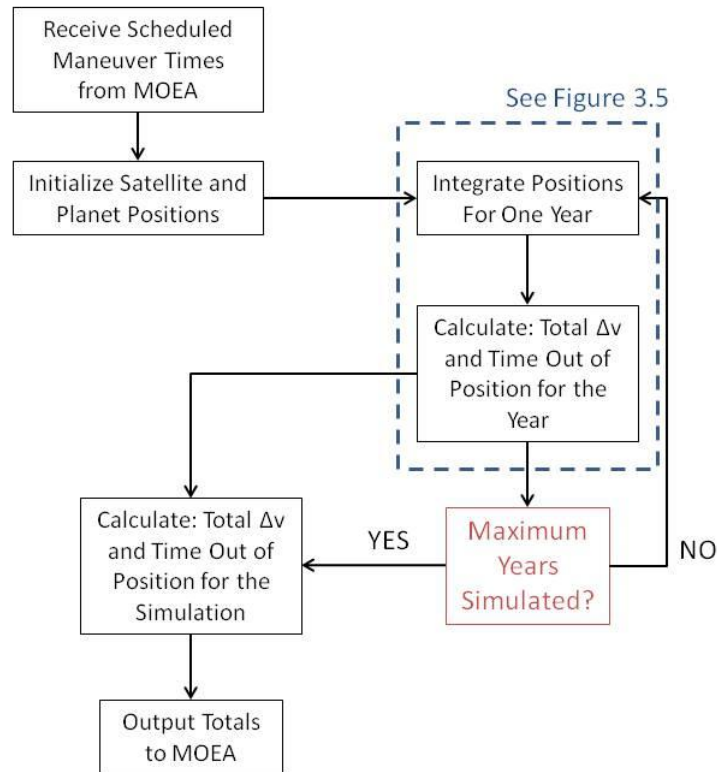 Receive Scheduled
Maneuver Times
from MOEA
See Figure 3.5
Initialize Satellite and
Planet Positions
Integrate Positions
For One Year
Calculate: Total Δv
and Time Out of
Position for the
Year
Calculate: Total Δv
and Time Out of
Position for the
Simulation
YES
Maximum
Years
Simulated?
NO
Output Totals
to MOEA